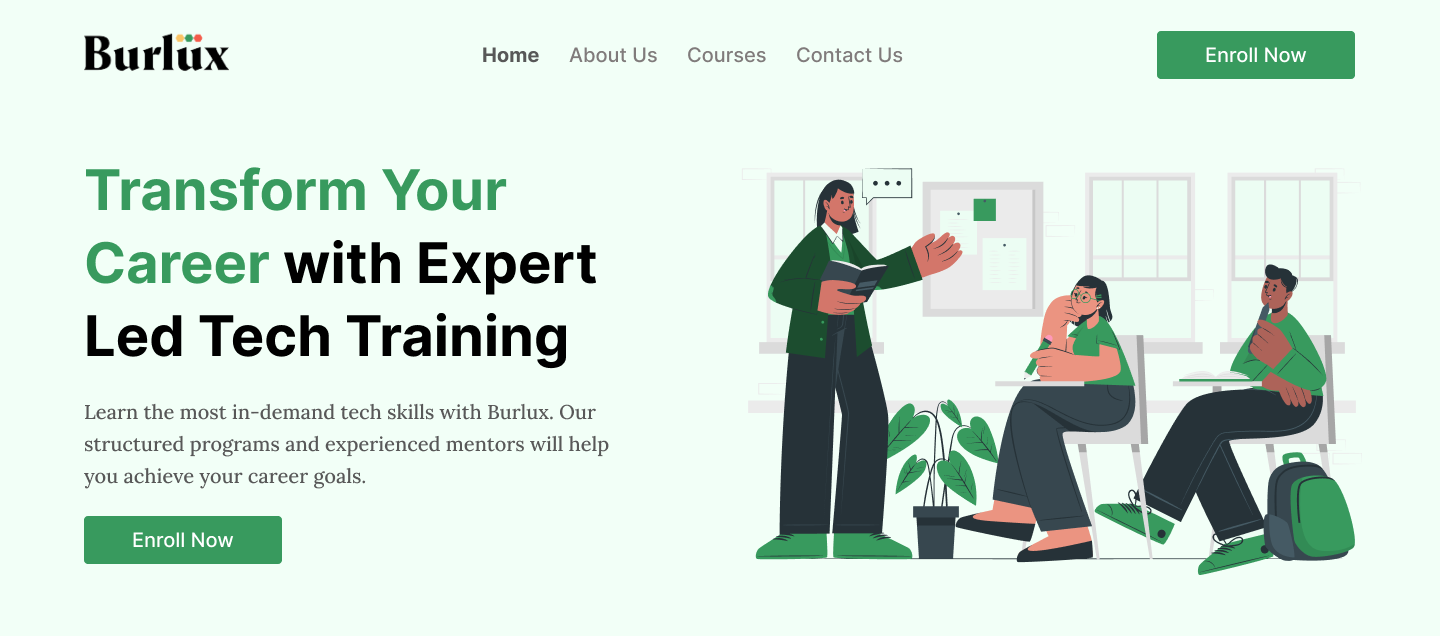 Burlüx
Home
About Us
Courses
Contact Us
Enroll Now
Transform Your
Career with Expert
Led Tech Training
Learn the most in-demand tech skills with Burlux. Our
structured programs and experienced mentors will help
you achieve your career goals.
Enroll Now